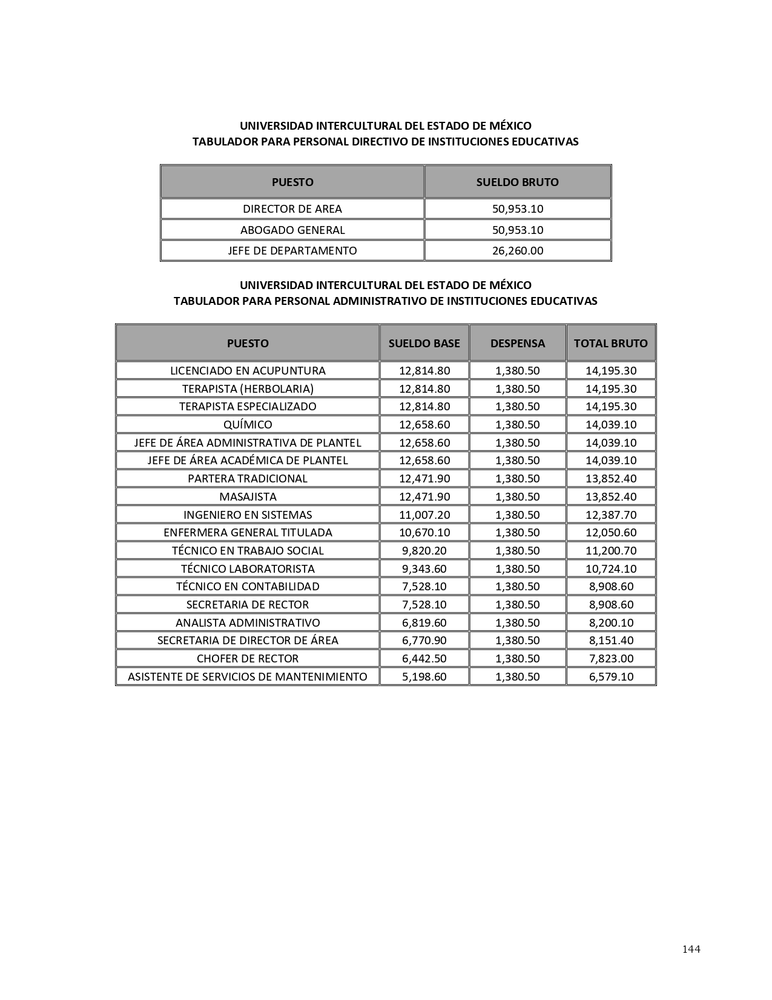 UNIVERSIDAD INTERCULTURAL DEL ESTADO DE MÉXICO
TABULADOR PARA PERSONAL DIRECTIVO DE INSTITUCIONES EDUCATIVAS
PUESTO SUELDO BRUTO
DIRECTOR DE AREA 50,953.10
ABOGADO GENERAL 50,953.10
JEFE DE DEPARTAMENTO 26,260.00
UNIVERSIDAD INTERCULTURAL DEL ESTADO DE MÉXICO
TABULADOR PARA PERSONAL ADMINISTRATIVO DE INSTITUCIONES EDUCATIVAS
PUESTO SUELDO BASE DESPENSA TOTAL BRUTO
LICENCIADO EN ACUPUNTURA 12,814.80 1,380.50 14,195.30
TERAPISTA (HERBOLARIA) 12,814.80 1,380.50 14,195.30
TERAPISTA ESPECIALIZADO 12,814.80 1,380.50 14,195.30
QUÍMICO 12,658.60 1,380.50 14,039.10
JEFE DE ÁREA ADMINISTRATIVA DE PLANTEL 12,658.60 1,380.50 14,039.10
JEFE DE ÁREA ACADÉMICA DE PLANTEL 12,658.60 1,380.50 14,039.10
PARTERA TRADICIONAL 12,471.90 1,380.50 13,852.40
MASAJISTA 12,471.90 1,380.50 13,852.40
INGENIERO EN SISTEMAS 11,007.20 1,380.50 12,387.70
ENFERMERA GENERAL TITULADA 10,670.10 1,380.50 12,050.60
TÉCNICO EN TRABAJO SOCIAL 9,820.20 1,380.50 11,200.70
TÉCNICO LABORATORISTA 9,343.60 1,380.50 10,724.10
TÉCNICO EN CONTABILIDAD 7,528.10 1,380.50 8,908.60
SECRETARIA DE RECTOR 7,528.10 1,380.50 8,908.60
ANALISTA ADMINISTRATIVO 6,819.60 1,380.50 8,200.10
SECRETARIA DE DIRECTOR DE ÁREA 6,770.90 1,380.50 8,151.40
CHOFER DE RECTOR 6,442.50 1,380.50 7,823.00
ASISTENTE DE SERVICIOS DE MANTENIMIENTO 5,198.60 1,380.50 6,579.10
144